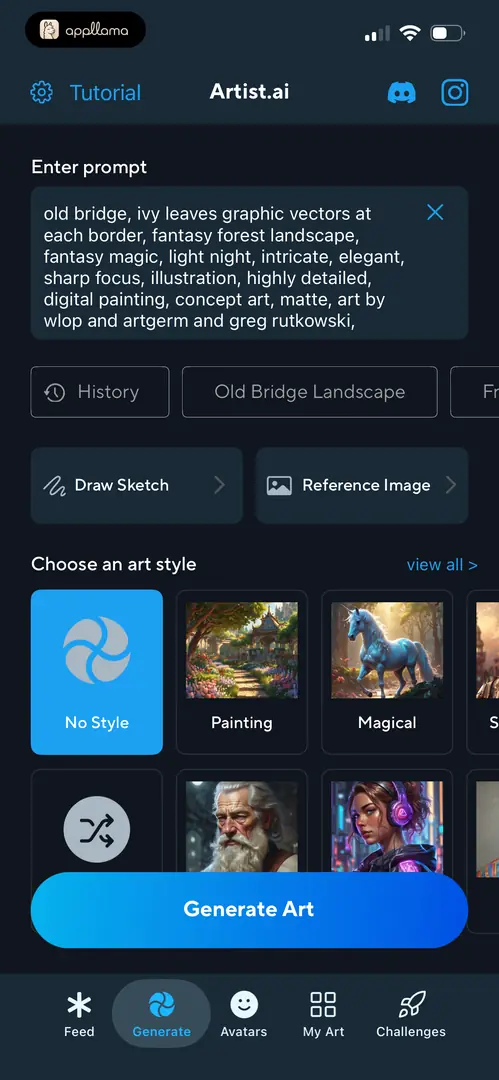 appllama
Tutorial
Artist.ai
Enter prompt
old bridge, ivy leaves graphic vectors at
each border, fantasy forest landscape,
fantasy magic, light night, intricate, elegant,
sharp focus, illustration, highly detailed,
digital painting, concept art, matte, art by
wlop and artgerm and greg rutkowski,
History
Old Bridge Landscape
Fr
Draw Sketch
Reference Image
Choose an art style
view all >
No Style
Painting
Magical
S
Generate Art
Feed
Generate
Avatars
My Art
Challenges